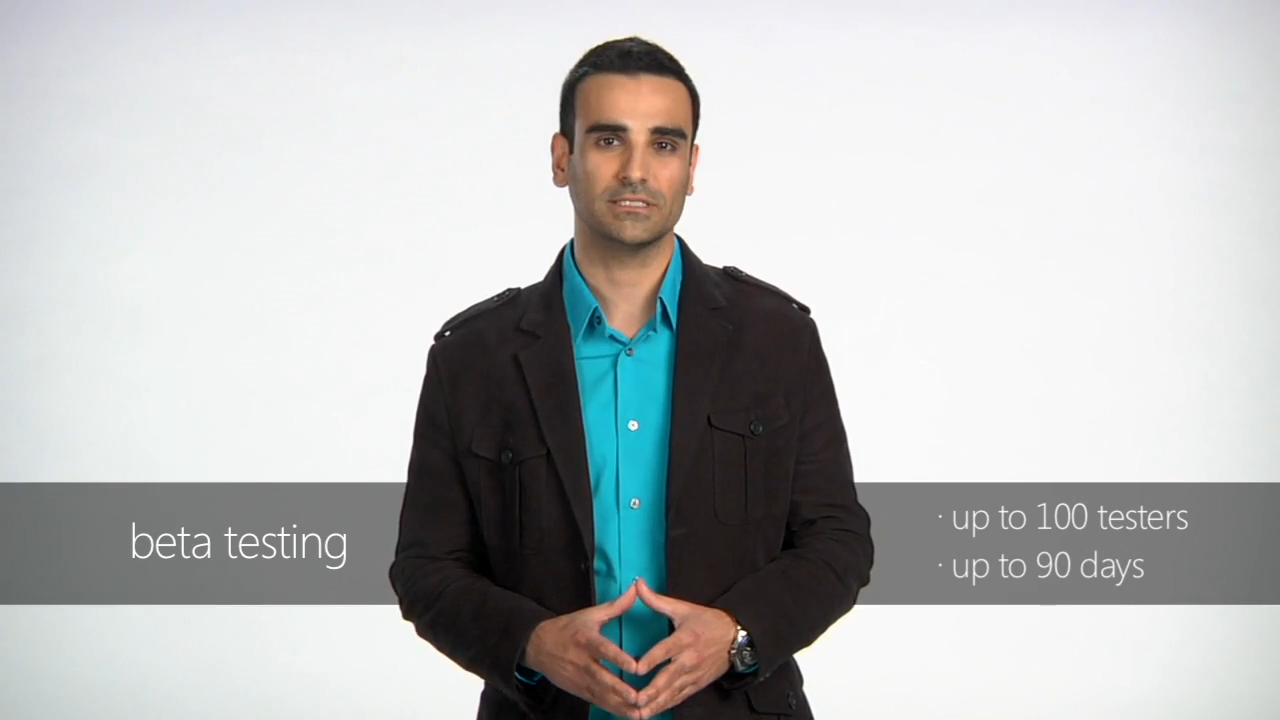 beta testing
· up to 100 testers
· up to 90 days